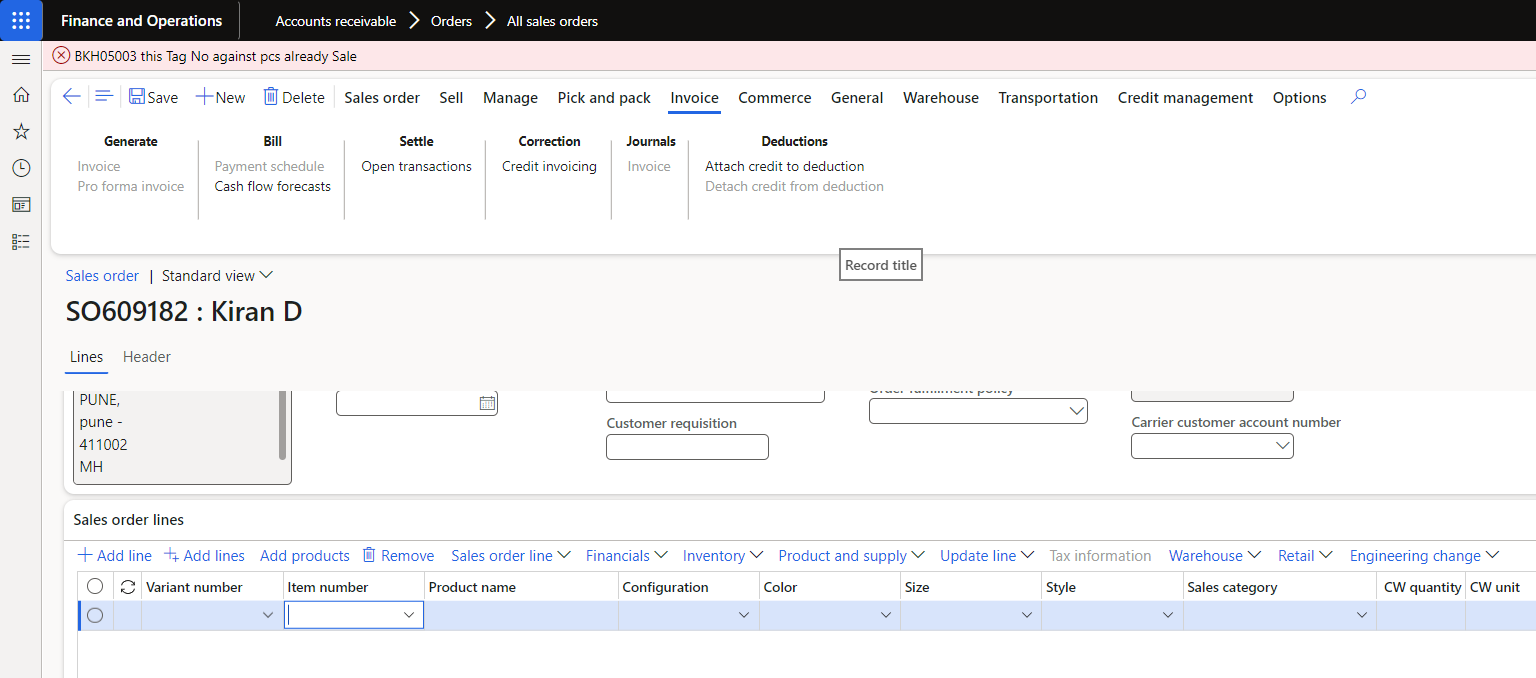 Finance and Operations
Accounts receivable
Orders
All sales orders
BKH05003 this Tag No against pcs already Sale
Save New Delete Sales order Sell Manage Pick and pack Invoice Commerce General Warehouse Transportation Credit management Options
Generate
Invoice
Pro forma invoice
Bill
Payment schedule
Cash flow forecasts
Settle
Open transactions
Correction
Credit invoicing
Journals
Invoice
Deductions
Attach credit to deduction
Detach credit from deduction
Record title
Sales order | Standard view
SO609182 : Kiran D
Lines Header
PUNE,
pune -
411002
MH
Customer requisition
Order fulfillment policy
Carrier customer account number
Sales order lines
Add line Add lines Add products Remove Sales order line Financials Inventory Product and supply Update line Tax information Warehouse Retail Engineering change
Variant number Item number Product name Configuration Color Size Style Sales category CW quantity CW unit